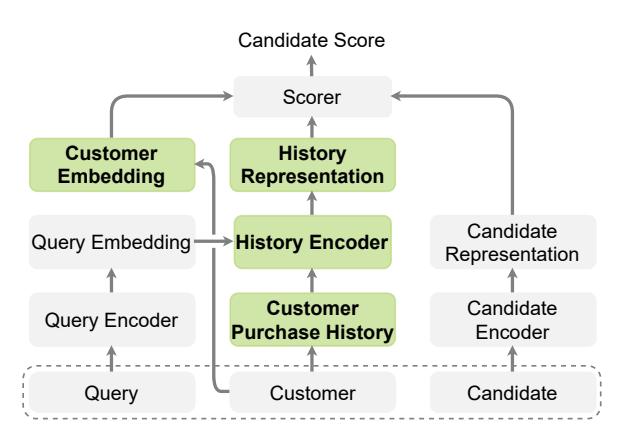 Candidate Score
Scorer
Customer
Embedding
History
Representation
Query Embedding
History Encoder
Candidate
Representation
Query Encoder
Customer
Purchase History
Candidate
Encoder
Query
Customer
Candidate